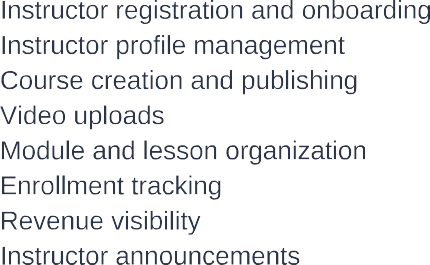 Instructor registration and onboarding
Instructor profile management
Course creation and publishing
Video uploads
Module and lesson organization
Enrollment tracking
Revenue visibility
Instructor announcements